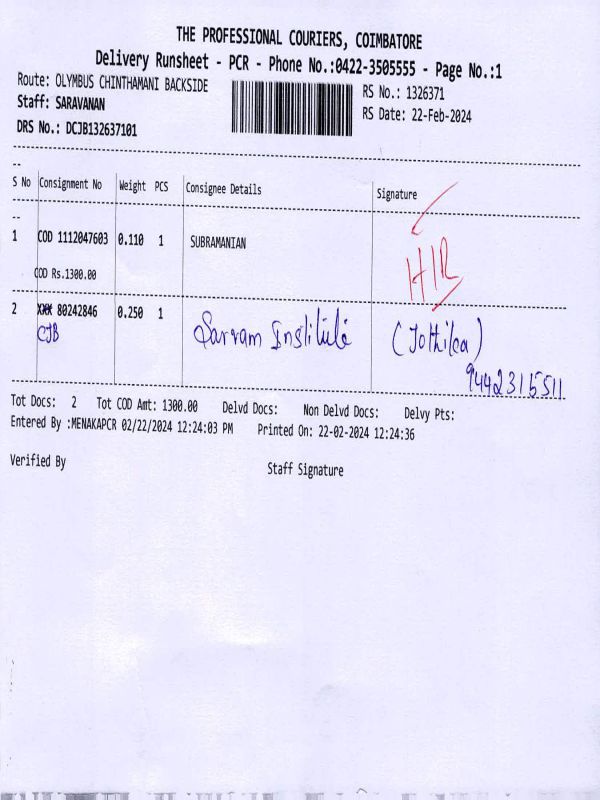 THE PROFESSIONAL COURIERS, COIMBATORE
Delivery Runsheet - PCR - Phone No.:0422-3505555 - Page No.:1
Route: OLYMBUS CHINTHAMANI BACKSIDE
RS No.: 1326371
Staff: SARAVANAN
RS Date: 22-Feb-2024
DRS No.: DCJB132637101
S No Consignment No Weight PCS Consignee Details Signature
1 COD 1112047603 0.110 1 SUBRAMANIAN
COD Rs.1300.00
2 XXX 80242846 0.250 1 Sarvam Institute (Jothika)
CJB
9442315511
Tot Docs: 2 Tot COD Amt: 1300.00 Delvd Docs: Non Delvd Docs: Delvy Pts:
Entered By :MENAKAPCR 02/22/2024 12:24:03 PM Printed On: 22-02-2024 12:24:36
Verified By Staff Signature